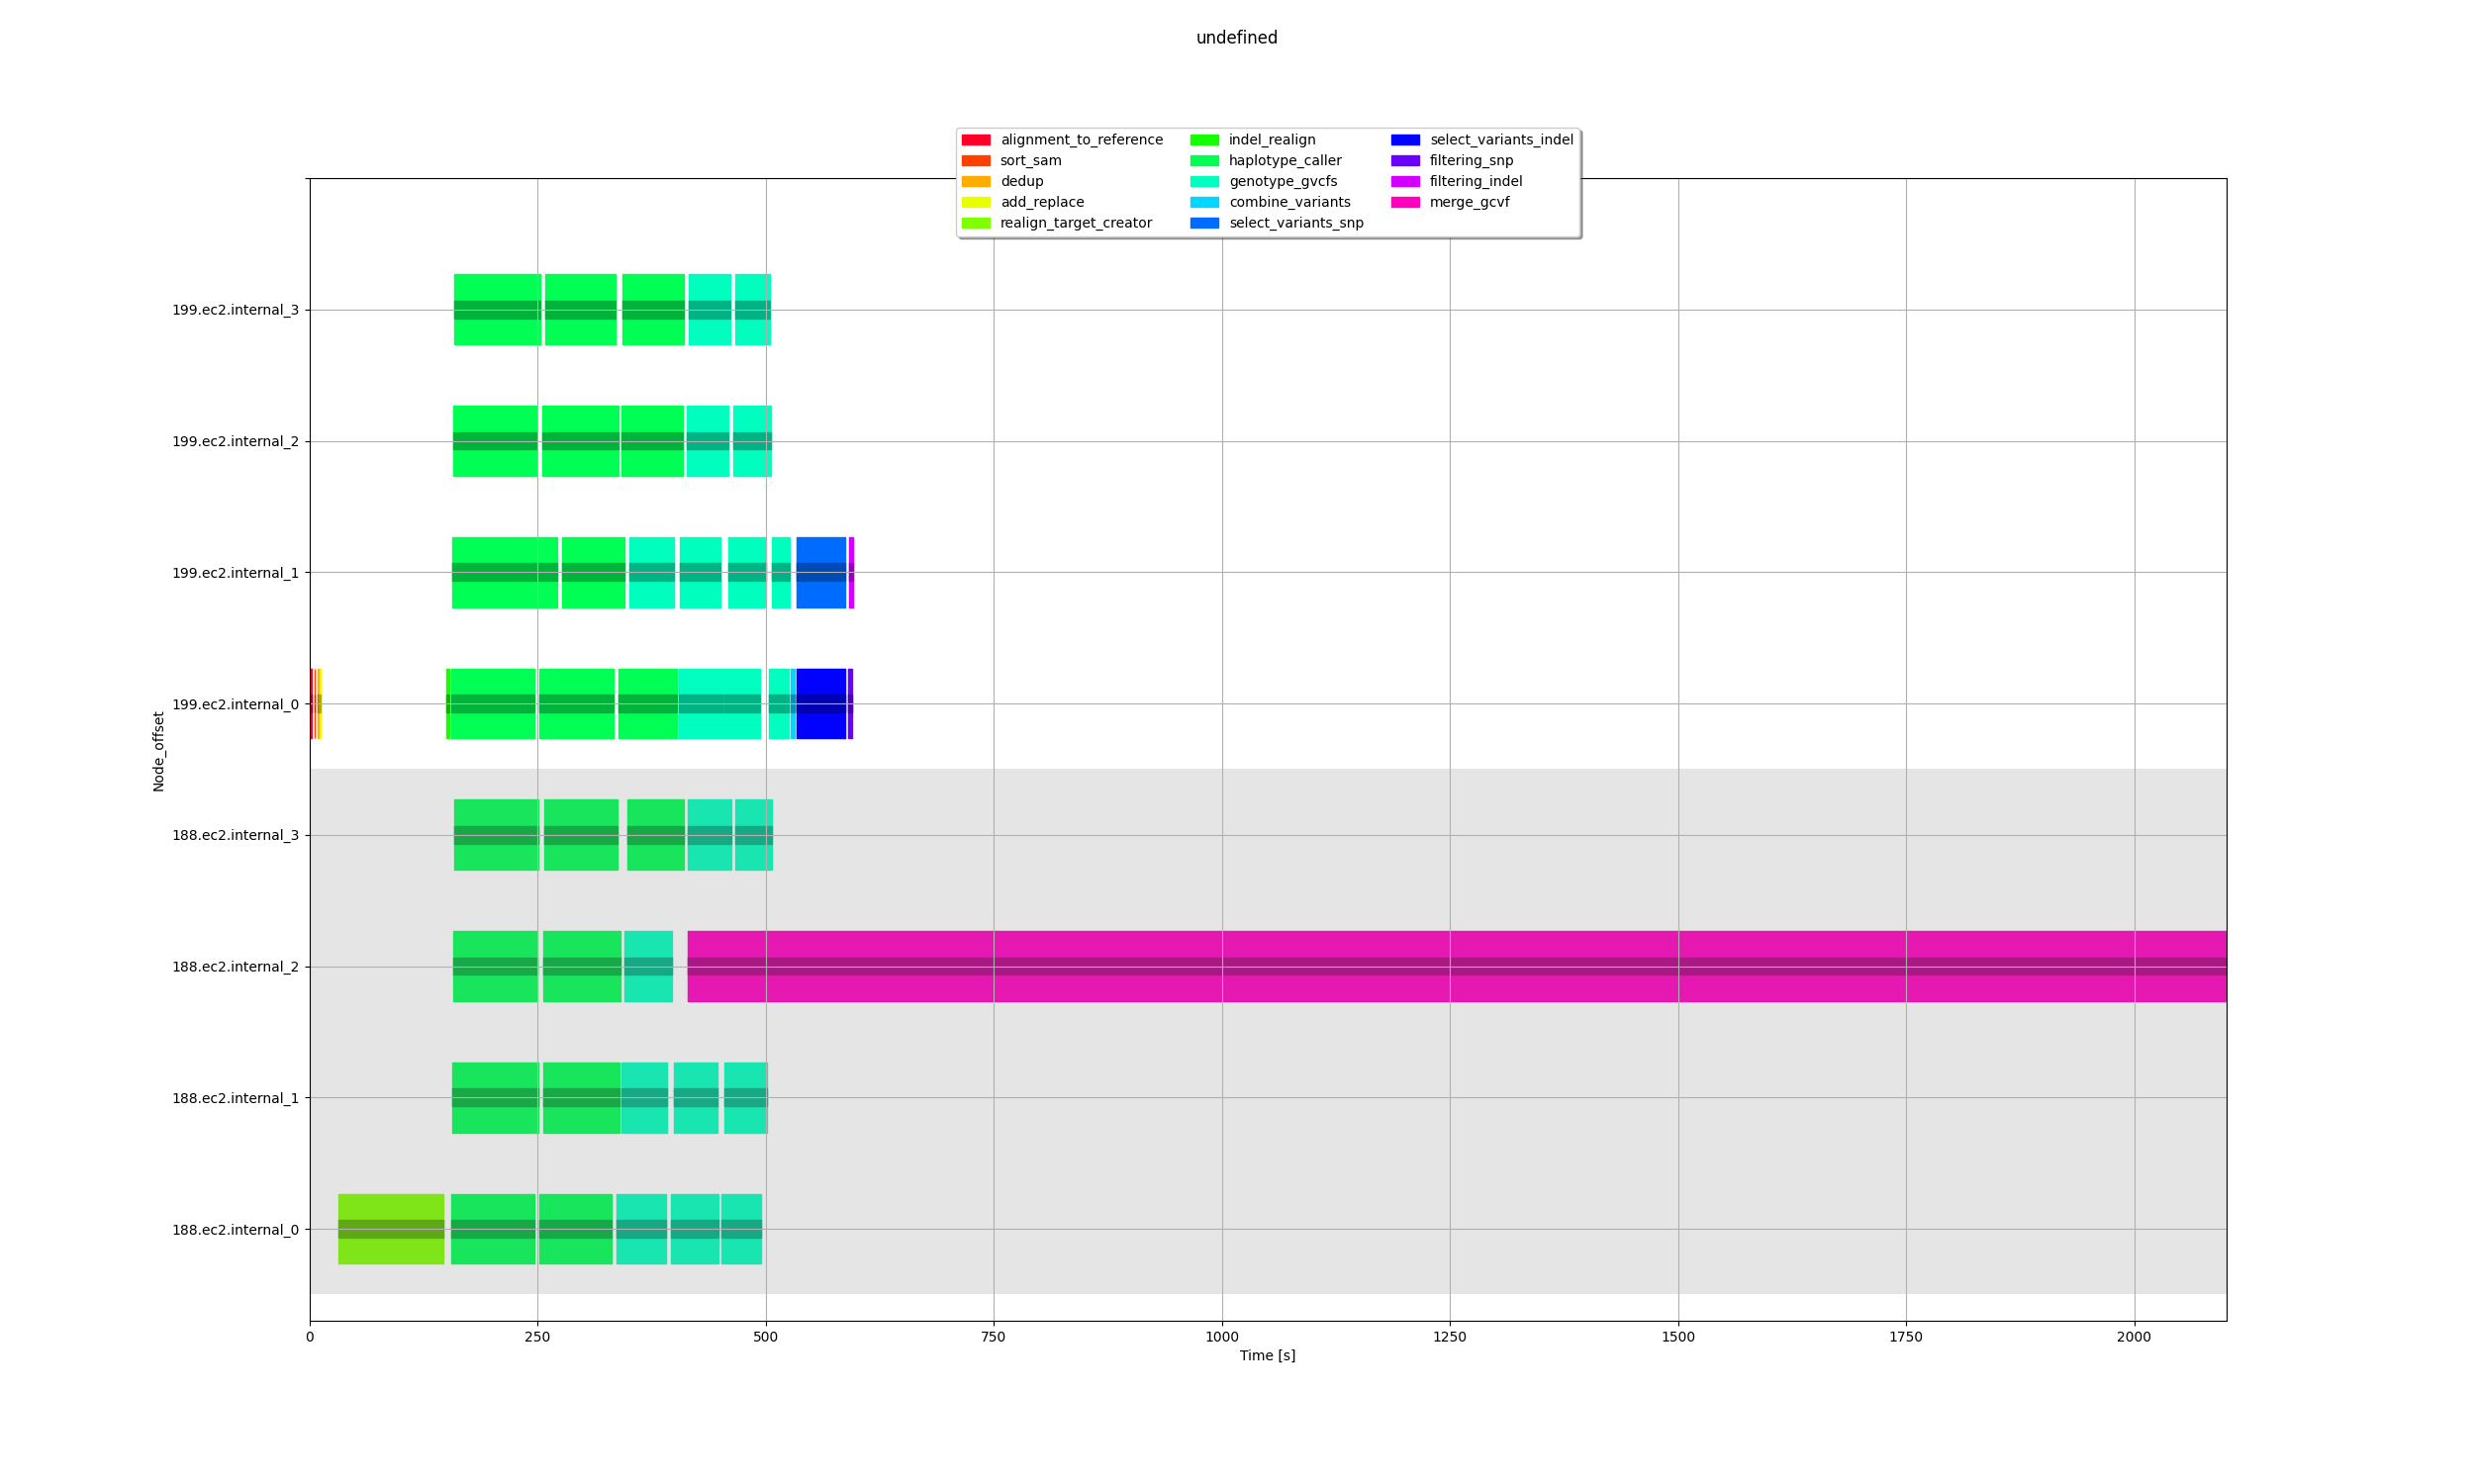 undefined
alignment_to_reference
sort_sam
dedup
add_replace
realign_target_creator
indel_realign
haplotype_caller
genotype_gvcfs
combine_variants
select_variants_snp
select_variants_indel
filtering_snp
filtering_indel
merge_gcvf
199.ec2.internal_3
199.ec2.internal_2
199.ec2.internal_1
199.ec2.internal_0
188.ec2.internal_3
188.ec2.internal_2
188.ec2.internal_1
188.ec2.internal_0
Node_offset
0 250 500 750 1000 1250 1500 1750 2000
Time [s]